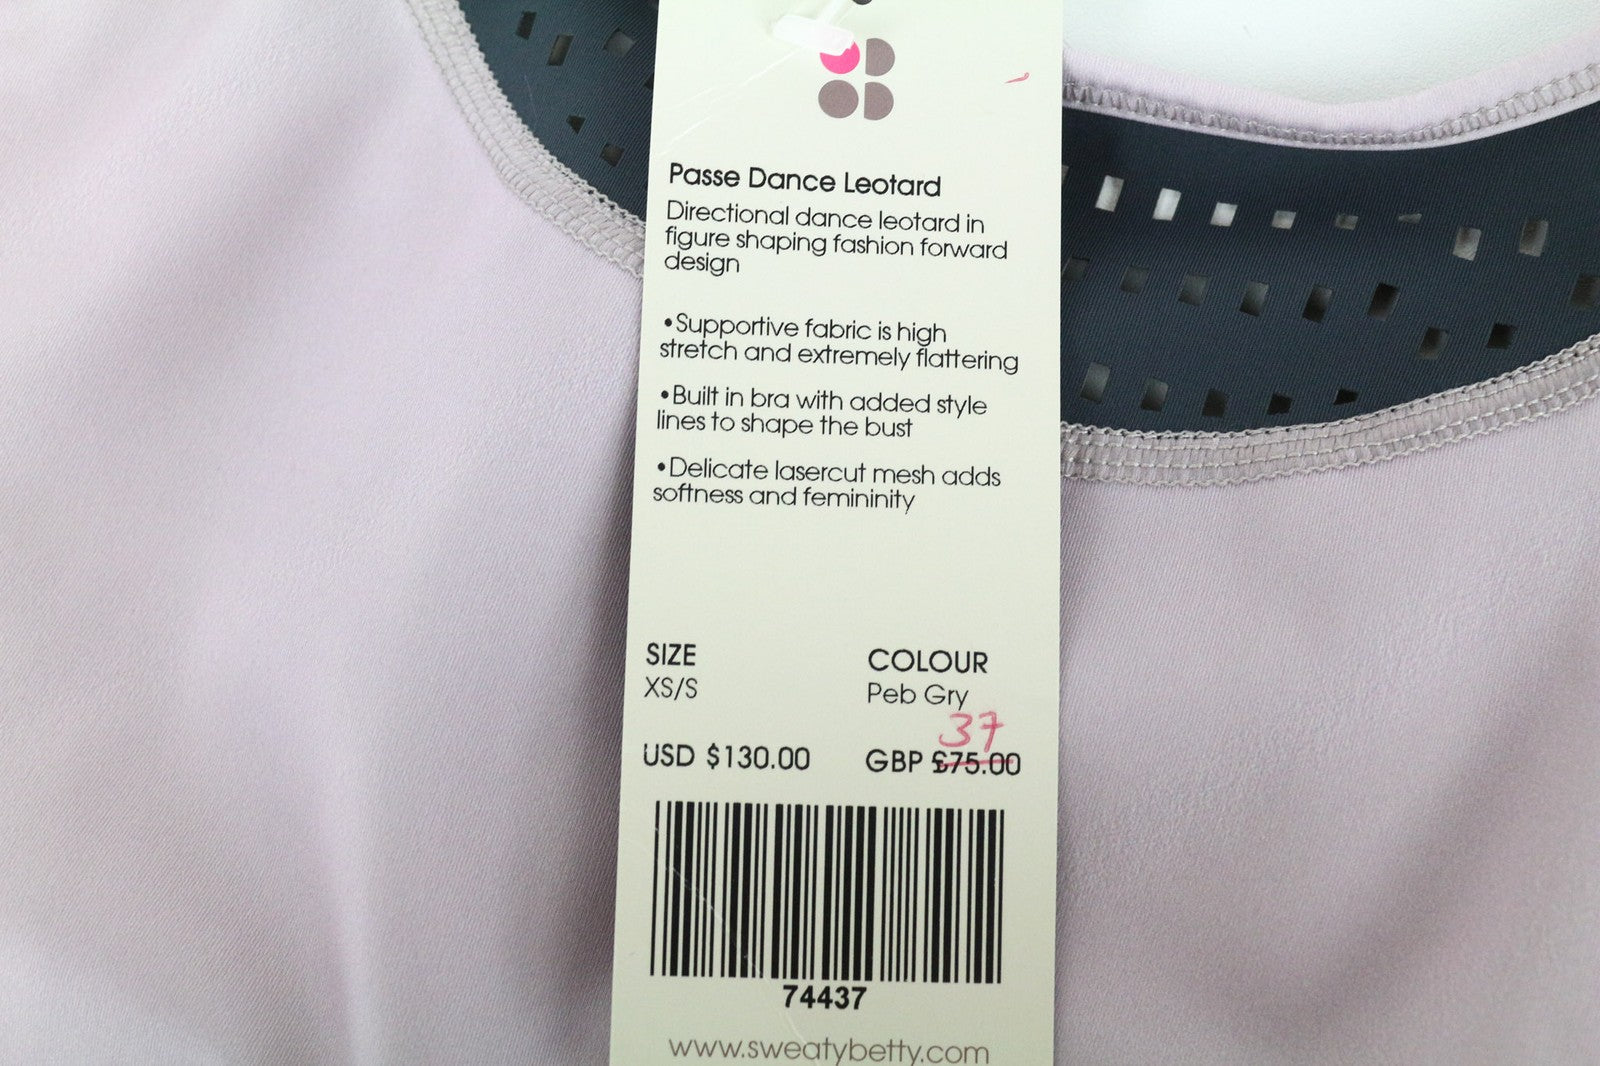 Passe Dance Leotard
Directional dance leotard in
figure shaping fashion forward
design
•Supportive fabric is high
stretch and extremely flattering
•Built in bra with added style
lines to shape the bust
•Delicate lasercut mesh adds
softness and femininity
SIZE COLOUR
XS/S Peb Gry
37
USD $130.00 GBP £75.00
74437
www.sweatybetty.com